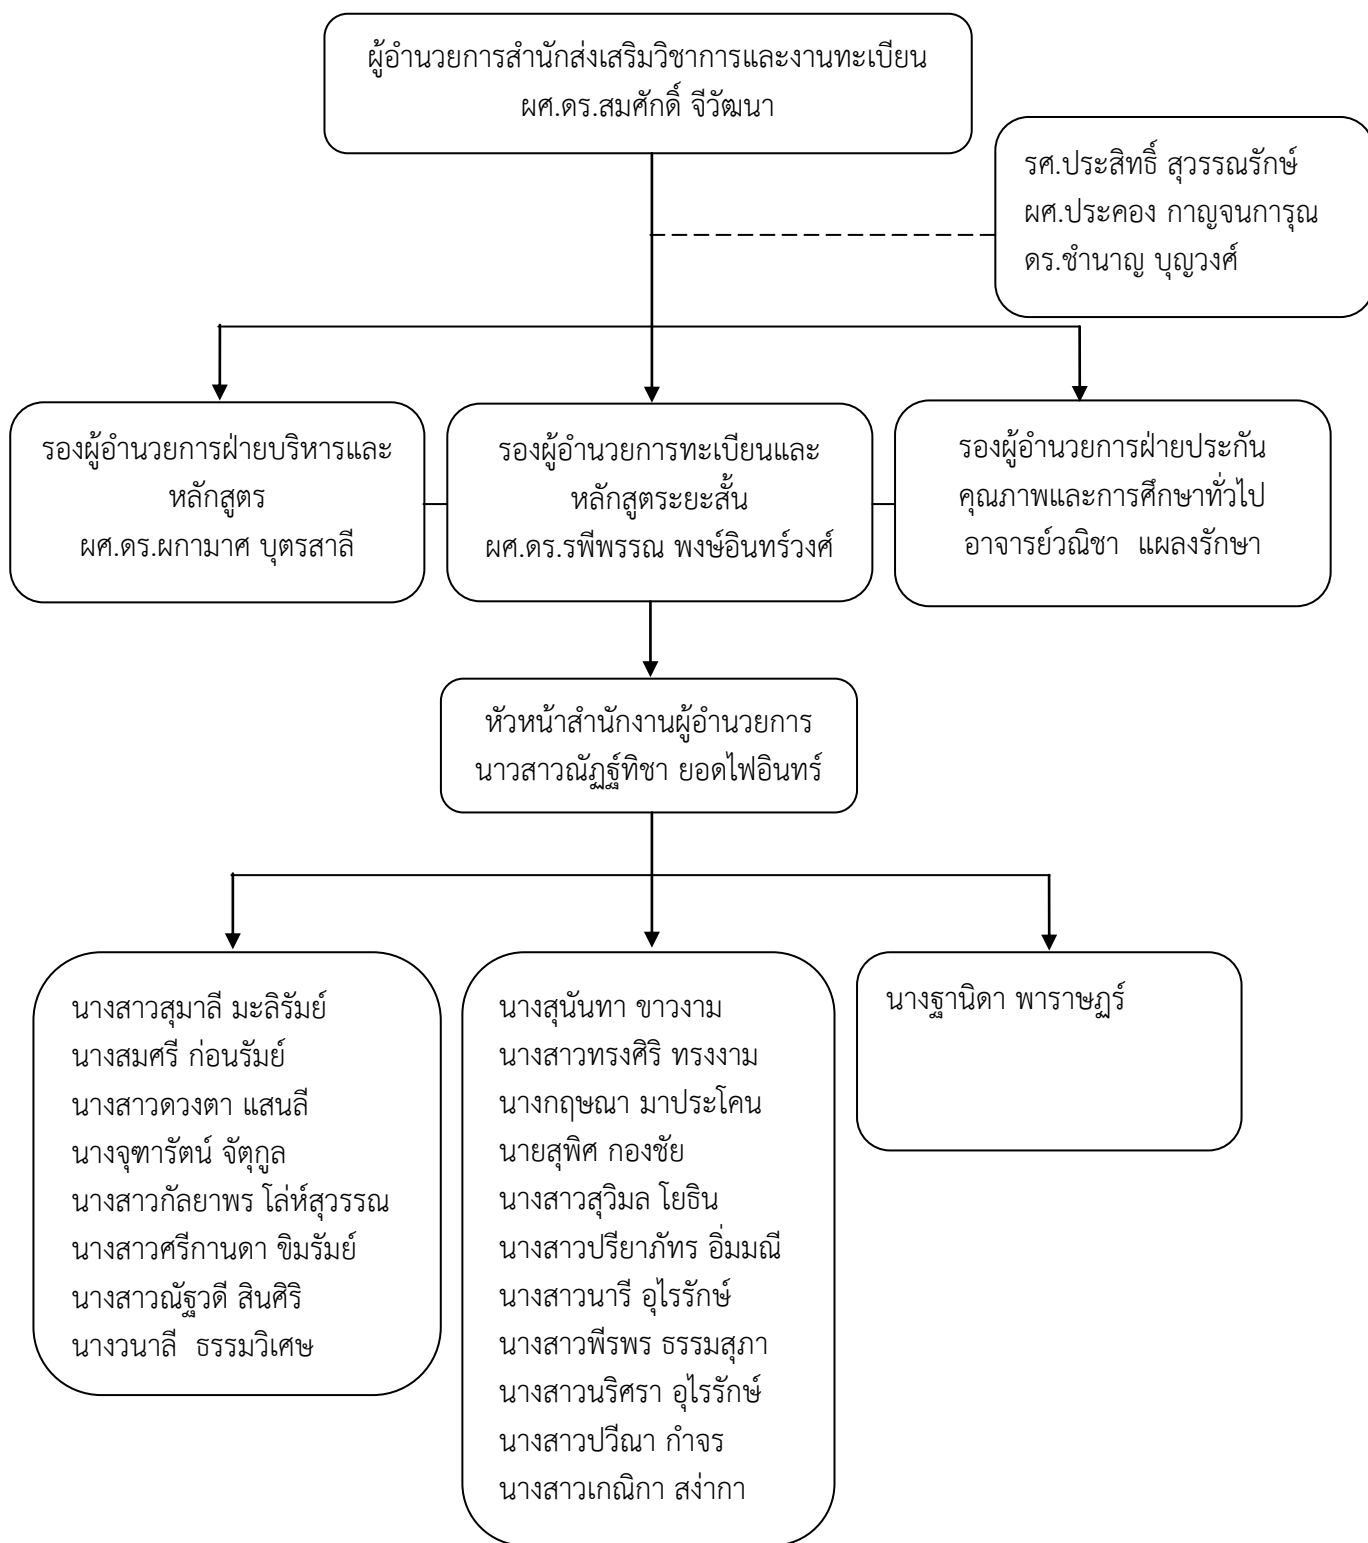 ผู้อำนวยการสำนักส่งเสริมวิชาการและงานทะเบียน
ผศ.ดร.สมศักดิ์ จีวัฒนา
รศ.ประสิทธิ์ สุวรรณรักษ์
ผศ.ประคอง กาญจนการุณ
ดร.ชำนาญ บุญวงศ์
รองผู้อำนวยการฝ่ายบริหารและ
หลักสูตร
ผศ.ดร.ผกามาศ บุตรสาลี
รองผู้อำนวยการทะเบียนและ
หลักสูตระยะสั้น
ผศ.ดร.รพีพรรณ พงษ์อินทร์วงศ์
รองผู้อำนวยการฝ่ายประกัน
คุณภาพและการศึกษาทั่วไป
อาจารย์วณิชา  แผลงรักษา
หัวหน้าสำนักงานผู้อำนวยการ
นาวสาวณัฏฐ์ทิชา ยอดไฟอินทร์
นางสาวสุมาลี มะลิรัมย์
นางสมศรี ก่อนรัมย์
นางสาวดวงตา แสนลี
นางจุฑารัตน์ จัตุกูล
นางสาวกัลยาพร โล่ห์สุวรรณ
นางสาวศรีกานดา ขิมรัมย์
นางสาวณัฐวดี สินศิริ
นางวนาลี  ธรรมวิเศษ
นางสุนันทา ขาวงาม
นางสาวทรงศิริ ทรงงาม
นางกฤษณา มาประโคน
นายสุพิศ กองชัย
นางสาวสุวิมล โยธิน
นางสาวปรียาภัทร อิ่มมณี
นางสาวนารี อุไรรักษ์
นางสาวพีรพร ธรรมสุภา
นางสาวนริศรา อุไรรักษ์
นางสาวปวีณา กำจร
นางสาวเกณิกา สง่ากา
นางฐานิดา พาราษฏร์